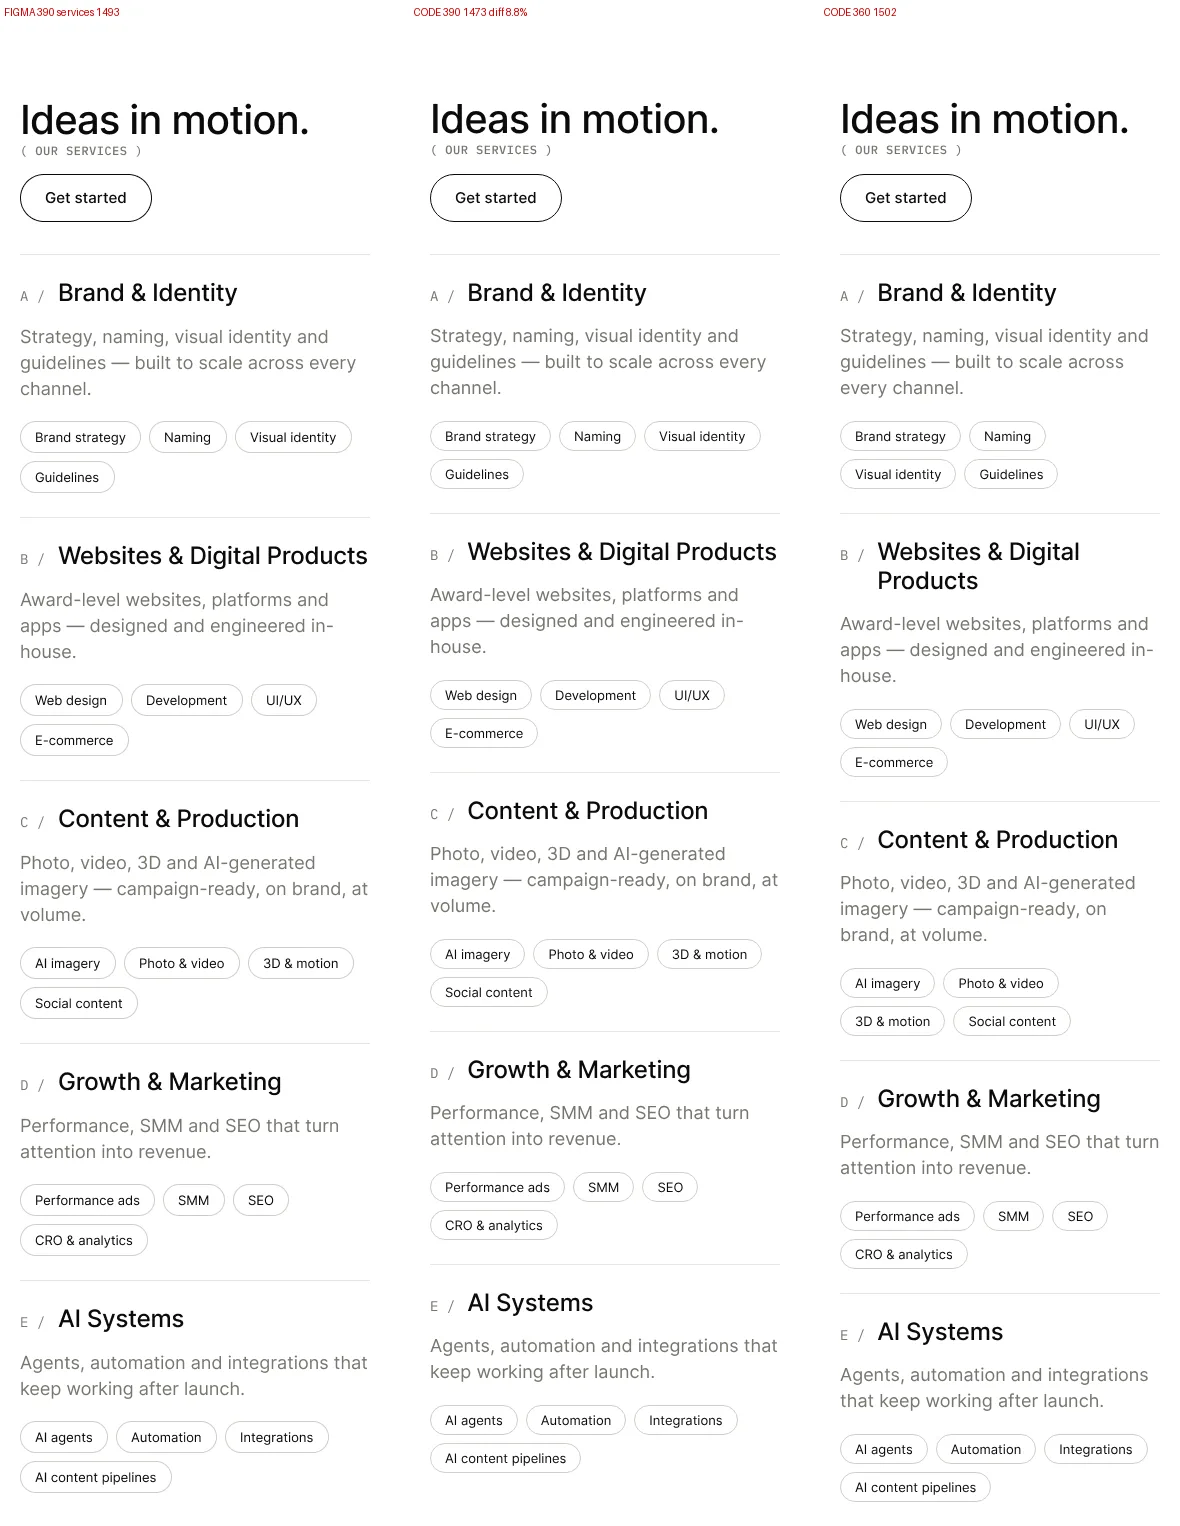 FIGMA 390 services 1493
Ideas in motion.
( OUR SERVICES )
Get started
A / Brand & Identity
Strategy, naming, visual identity and
guidelines — built to scale across every
channel.
Brand strategy Naming Visual identity
Guidelines
B / Websites & Digital Products
Award-level websites, platforms and
apps — designed and engineered in-
house.
Web design Development UI/UX
E-commerce
C / Content & Production
Photo, video, 3D and AI-generated
imagery — campaign-ready, on brand, at
volume.
AI imagery Photo & video 3D & motion
Social content
D / Growth & Marketing
Performance, SMM and SEO that turn
attention into revenue.
Performance ads SMM SEO
CRO & analytics
E / AI Systems
Agents, automation and integrations that
keep working after launch.
AI agents Automation Integrations
AI content pipelines
CODE 390 1473 diff 8.8%
Ideas in motion.
( OUR SERVICES )
Get started
A / Brand & Identity
Strategy, naming, visual identity and
guidelines — built to scale across every
channel.
Brand strategy Naming Visual identity
Guidelines
B / Websites & Digital Products
Award-level websites, platforms and
apps — designed and engineered in-
house.
Web design Development UI/UX
E-commerce
C / Content & Production
Photo, video, 3D and AI-generated
imagery — campaign-ready, on brand, at
volume.
AI imagery Photo & video 3D & motion
Social content
D / Growth & Marketing
Performance, SMM and SEO that turn
attention into revenue.
Performance ads SMM SEO
CRO & analytics
E / AI Systems
Agents, automation and integrations that
keep working after launch.
AI agents Automation Integrations
AI content pipelines
CODE 360 1502
Ideas in motion.
( OUR SERVICES )
Get started
A / Brand & Identity
Strategy, naming, visual identity and
guidelines — built to scale across
every channel.
Brand strategy Naming
Visual identity Guidelines
B / Websites & Digital
Products
Award-level websites, platforms and
apps — designed and engineered in-
house.
Web design Development UI/UX
E-commerce
C / Content & Production
Photo, video, 3D and AI-generated
imagery — campaign-ready, on
brand, at volume.
AI imagery Photo & video
3D & motion Social content
D / Growth & Marketing
Performance, SMM and SEO that turn
attention into revenue.
Performance ads SMM SEO
CRO & analytics
E / AI Systems
Agents, automation and integrations
that keep working after launch.
AI agents Automation Integrations
AI content pipelines